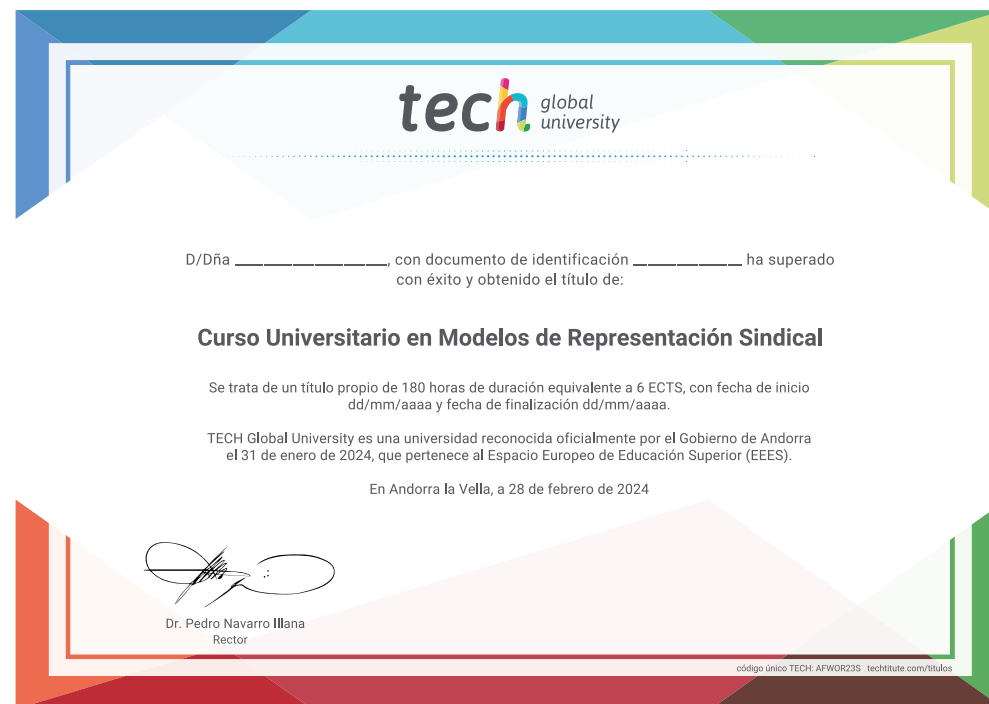 tech global university
D/Dña ____________________, con documento de identificación ______________ ha superado
con éxito y obtenido el título de:
Curso Universitario en Modelos de Representación Sindical
Se trata de un título propio de 180 horas de duración equivalente a 6 ECTS, con fecha de inicio
dd/mm/aaaa y fecha de finalización dd/mm/aaaa.
TECH Global University es una universidad reconocida oficialmente por el Gobierno de Andorra
el 31 de enero de 2024, que pertenece al Espacio Europeo de Educación Superior (EEES).
En Andorra la Vella, a 28 de febrero de 2024
Dr. Pedro Navarro Illana
Rector
código único TECH: AFWOR23S techtitute.com/titulos